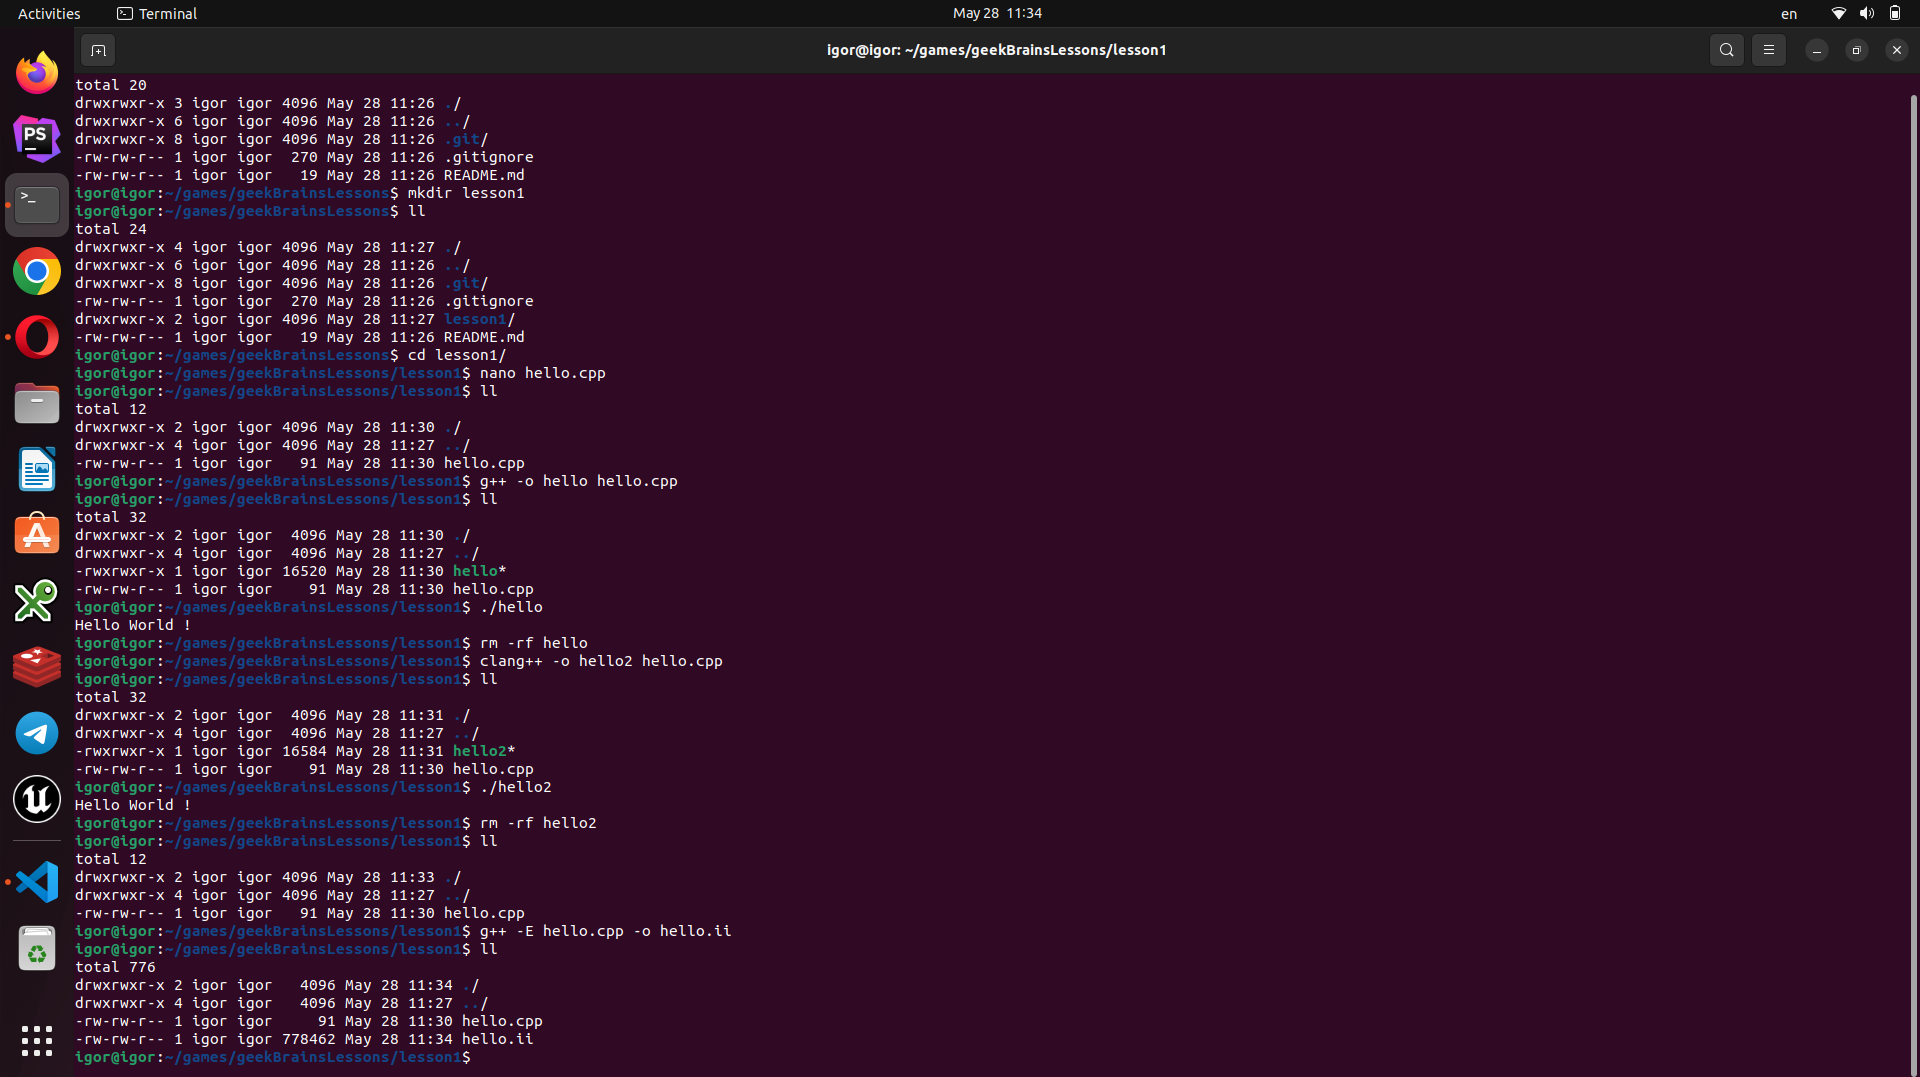 Activities Terminal May 28 11:34 en
igor@igor: ~/games/geekBrainsLessons/lesson1
PS
total 20
drwxrwxr-x 3 igor igor 4096 May 28 11:26 ./
drwxrwxr-x 6 igor igor 4096 May 28 11:26 ../
drwxrwxr-x 8 igor igor 4096 May 28 11:26 .git/
-rw-rw-r-- 1 igor igor  270 May 28 11:26 .gitignore
-rw-rw-r-- 1 igor igor   19 May 28 11:26 README.md
igor@igor:~/games/geekBrainsLessons$ mkdir lesson1
igor@igor:~/games/geekBrainsLessons$ ll
total 24
drwxrwxr-x 4 igor igor 4096 May 28 11:27 ./
drwxrwxr-x 6 igor igor 4096 May 28 11:26 ../
drwxrwxr-x 8 igor igor 4096 May 28 11:26 .git/
-rw-rw-r-- 1 igor igor  270 May 28 11:26 .gitignore
drwxrwxr-x 2 igor igor 4096 May 28 11:27 lesson1/
-rw-rw-r-- 1 igor igor   19 May 28 11:26 README.md
igor@igor:~/games/geekBrainsLessons$ cd lesson1/
igor@igor:~/games/geekBrainsLessons/lesson1$ nano hello.cpp
igor@igor:~/games/geekBrainsLessons/lesson1$ ll
total 12
drwxrwxr-x 2 igor igor 4096 May 28 11:30 ./
drwxrwxr-x 4 igor igor 4096 May 28 11:27 ../
-rw-rw-r-- 1 igor igor   91 May 28 11:30 hello.cpp
igor@igor:~/games/geekBrainsLessons/lesson1$ g++ -o hello hello.cpp
igor@igor:~/games/geekBrainsLessons/lesson1$ ll
total 32
drwxrwxr-x 2 igor igor  4096 May 28 11:30 ./
drwxrwxr-x 4 igor igor  4096 May 28 11:27 ../
-rwxrwxr-x 1 igor igor 16520 May 28 11:30 hello*
-rw-rw-r-- 1 igor igor    91 May 28 11:30 hello.cpp
igor@igor:~/games/geekBrainsLessons/lesson1$ ./hello
Hello World !
igor@igor:~/games/geekBrainsLessons/lesson1$ rm -rf hello
igor@igor:~/games/geekBrainsLessons/lesson1$ clang++ -o hello2 hello.cpp
igor@igor:~/games/geekBrainsLessons/lesson1$ ll
total 32
drwxrwxr-x 2 igor igor  4096 May 28 11:31 ./
drwxrwxr-x 4 igor igor  4096 May 28 11:27 ../
-rwxrwxr-x 1 igor igor 16584 May 28 11:31 hello2*
-rw-rw-r-- 1 igor igor    91 May 28 11:30 hello.cpp
igor@igor:~/games/geekBrainsLessons/lesson1$ ./hello2
Hello World !
igor@igor:~/games/geekBrainsLessons/lesson1$ rm -rf hello2
igor@igor:~/games/geekBrainsLessons/lesson1$ ll
total 12
drwxrwxr-x 2 igor igor 4096 May 28 11:33 ./
drwxrwxr-x 4 igor igor 4096 May 28 11:27 ../
-rw-rw-r-- 1 igor igor   91 May 28 11:30 hello.cpp
igor@igor:~/games/geekBrainsLessons/lesson1$ g++ -E hello.cpp -o hello.ii
igor@igor:~/games/geekBrainsLessons/lesson1$ ll
total 776
drwxrwxr-x 2 igor igor   4096 May 28 11:34 ./
drwxrwxr-x 4 igor igor   4096 May 28 11:27 ../
-rw-rw-r-- 1 igor igor     91 May 28 11:30 hello.cpp
-rw-rw-r-- 1 igor igor 778462 May 28 11:34 hello.ii
igor@igor:~/games/geekBrainsLessons/lesson1$